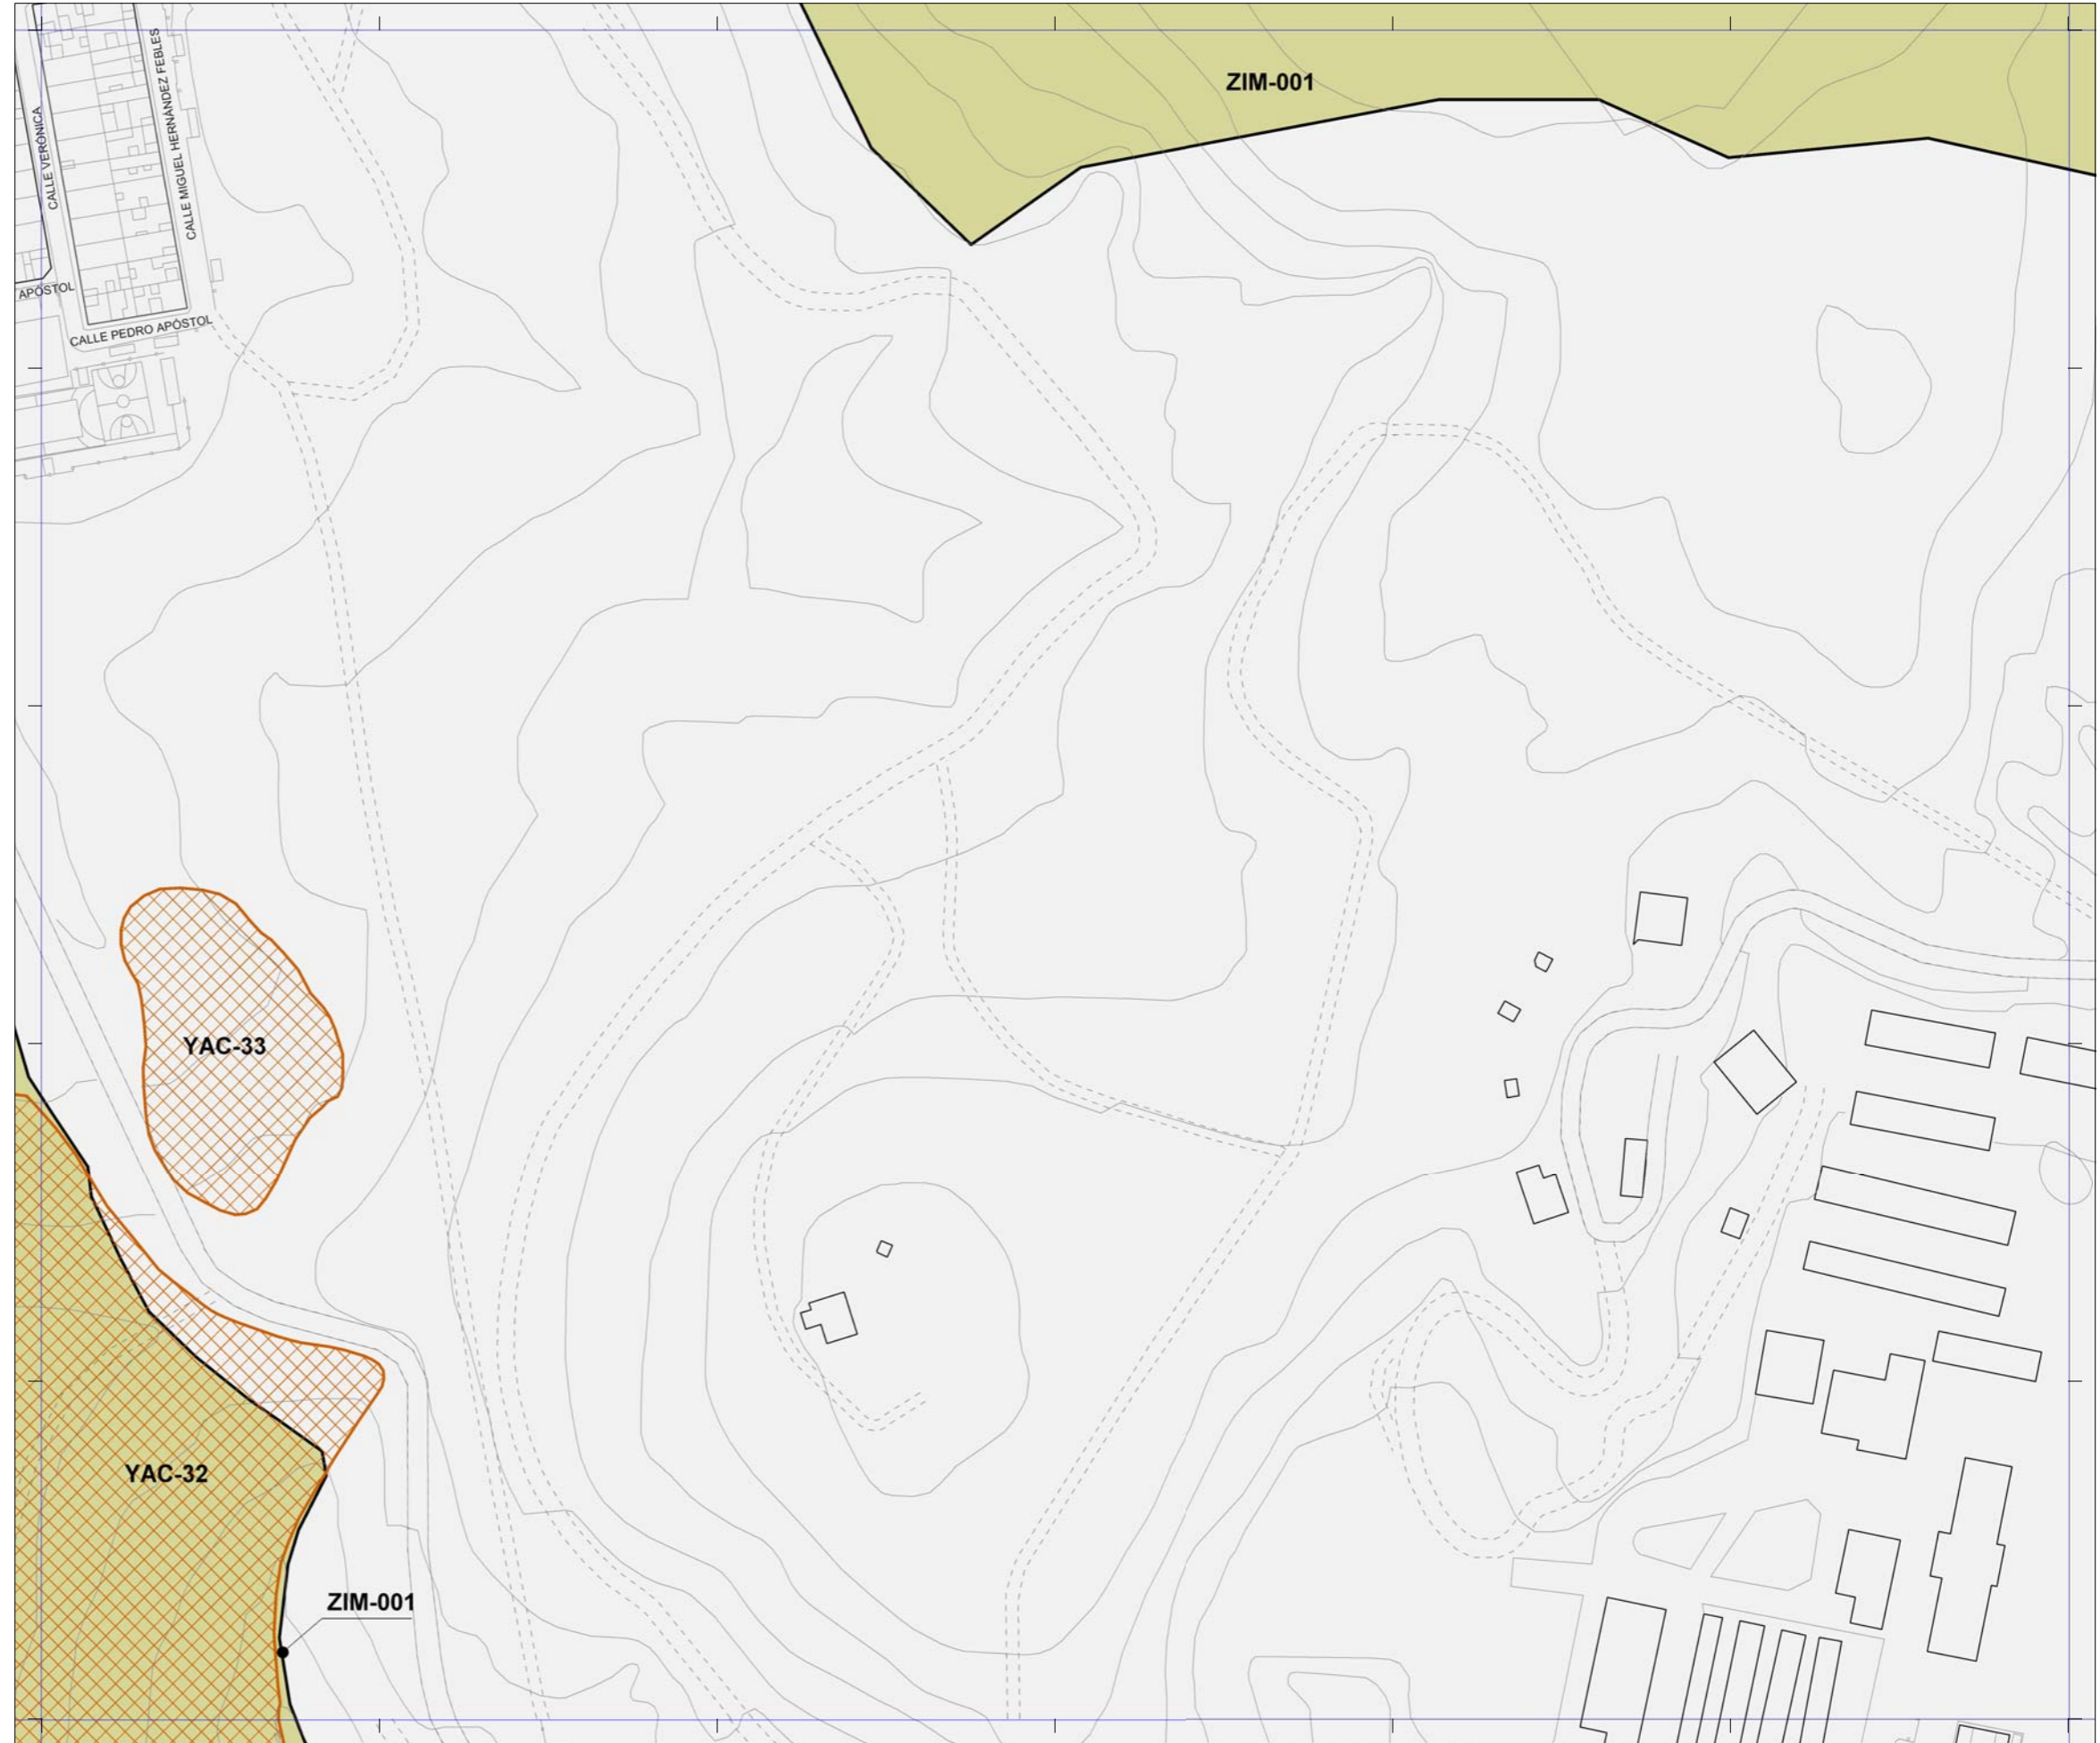 ZIM-001
CALLE VERÓNICA
CALLE MIGUEL HERNÁNDEZ FEBLES
APÓSTOL
CALLE PEDRO APÓSTOL
YAC-33
YAC-32
ZIM-001